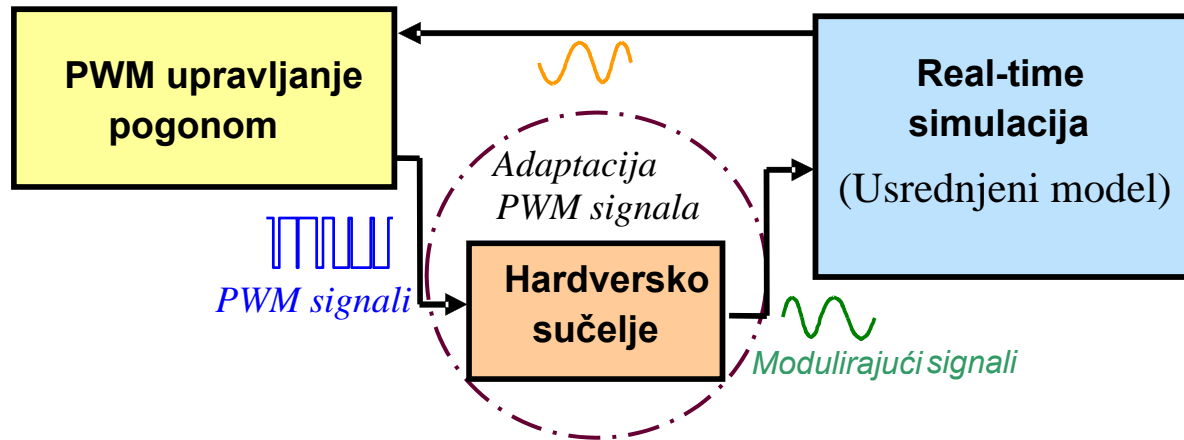 PWM upravljanje
pogonom
Real-time
simulacija
(Usrednjeni model)
Adaptacija
PWM signala
PWM signali
Hardversko
sučelje
Modulirajući signali